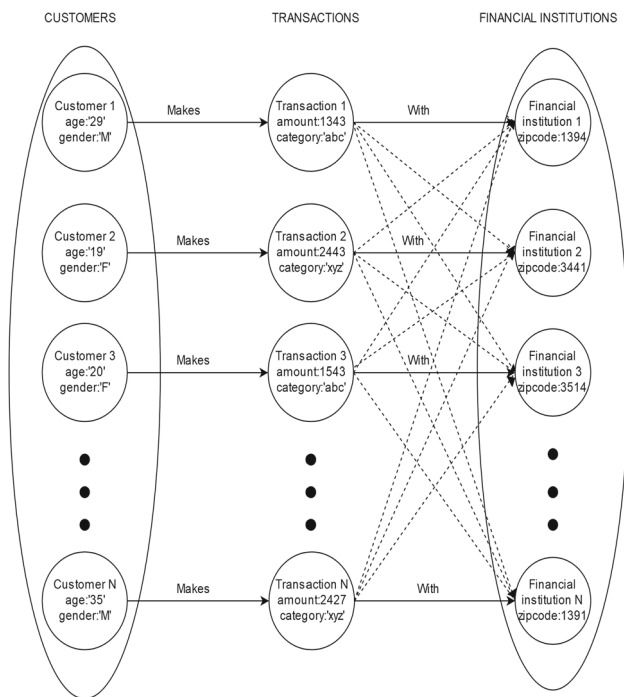 CUSTOMERS TRANSACTIONS FINANCIAL INSTITUTIONS
Customer 1
age:'29'
gender:'M'
Makes
Transaction 1
amount:1343
category:'abc'
With
Financial
institution 1
zipcode:1394
Customer 2
age:'19'
gender:'F'
Makes
Transaction 2
amount:2443
category:'xyz'
With
Financial
institution 2
zipcode:3441
Customer 3
age:'20'
gender:'F'
Makes
Transaction 3
amount:1543
category:'abc'
With
Financial
institution 3
zipcode:3514
Customer N
age:'35'
gender:'M'
Makes
Transaction N
amount:2427
category:'xyz'
With
Financial
institution N
zipcode:1391